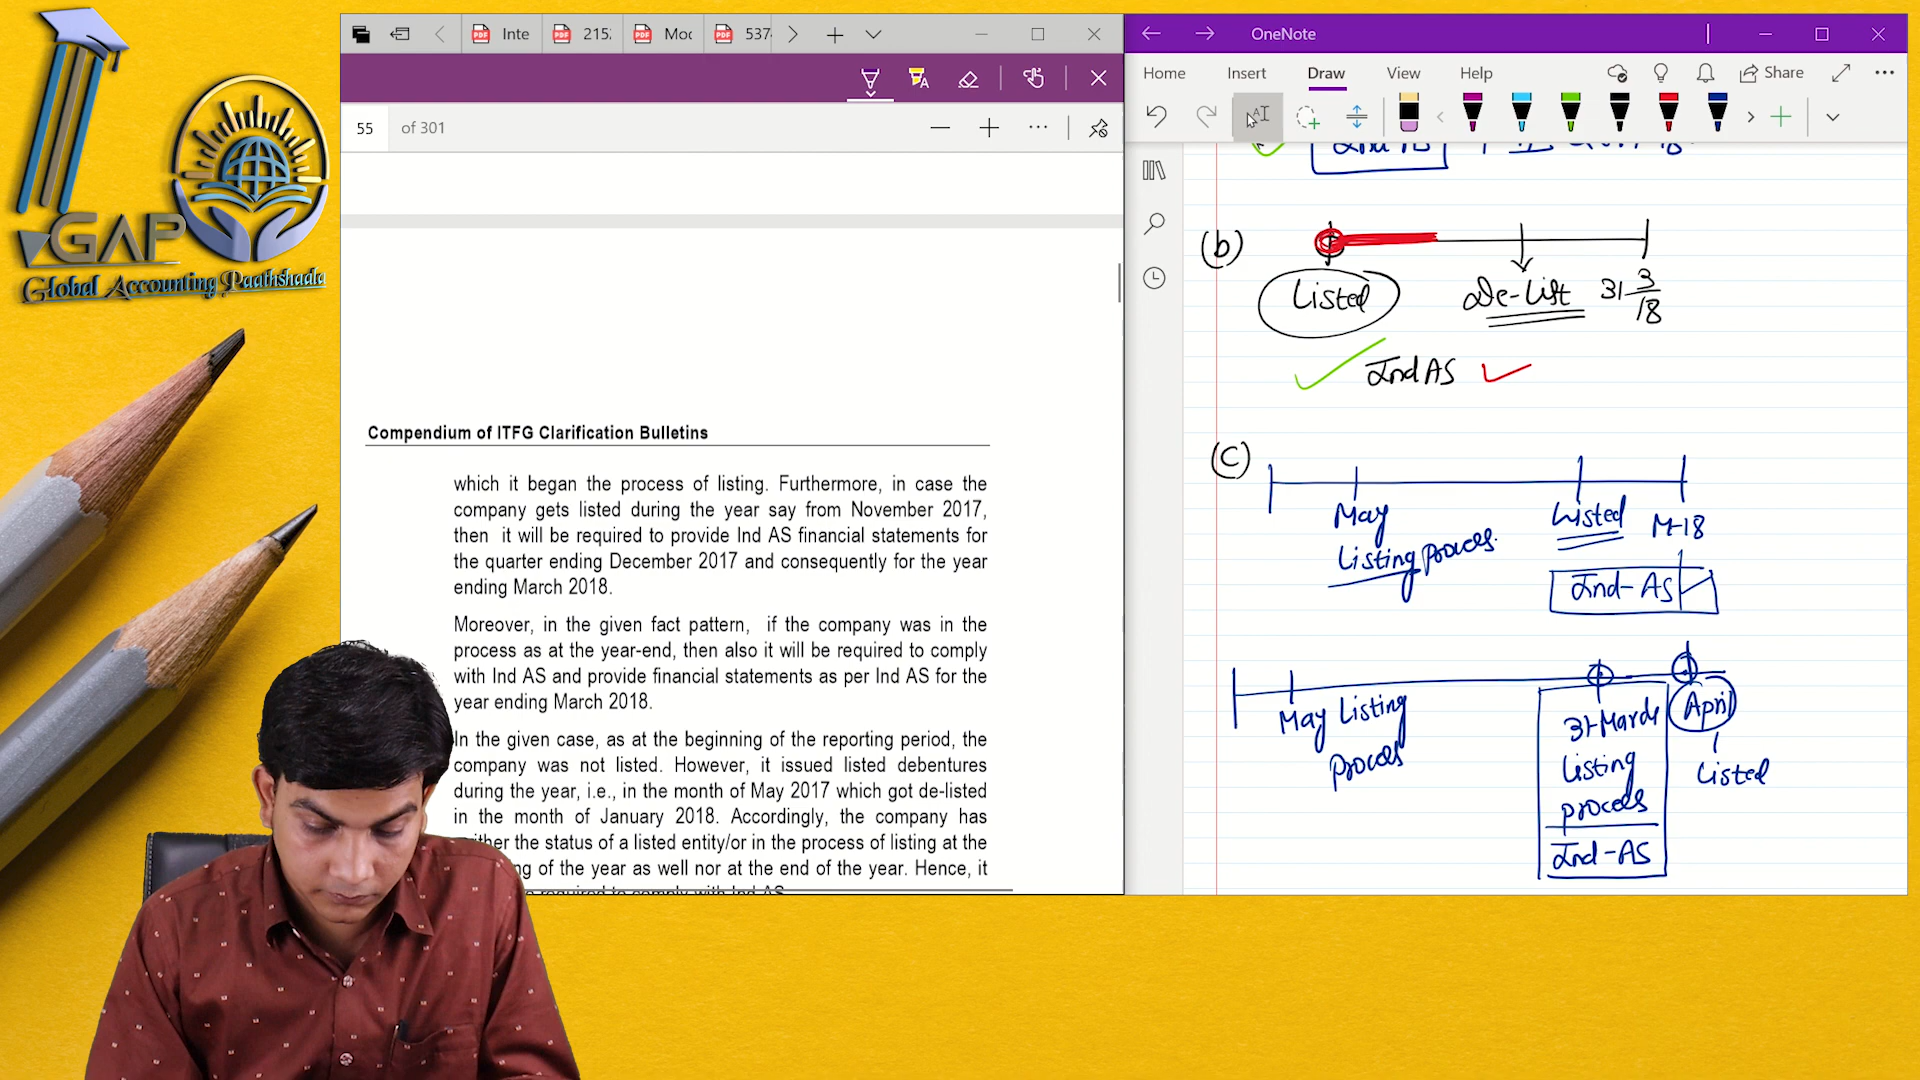 GAP
Global Accounting Paathshala
Inte
215
Moc
537
55
of 301
Compendium of ITFG Clarification Bulletins
which it began the process of listing. Furthermore, in case the
company gets listed during the year say from November 2017,
then it will be required to provide Ind AS financial statements for
the quarter ending December 2017 and consequently for the year
ending March 2018.
Moreover, in the given fact pattern, if the company was in the
process as at the year-end, then also it will be required to comply
with Ind AS and provide financial statements as per Ind AS for the
year ending March 2018.
In the given case, as at the beginning of the reporting period, the
company was not listed. However, it issued listed debentures
during the year, i.e., in the month of May 2017 which got de-listed
in the month of January 2018. Accordingly, the company has
the status of a listed entity/or in the process of listing at the
of the year as well nor at the end of the year. Hence, it
required to comply with Ind AS
OneNote
Home Insert Draw View Help Share
(b)
Listed De-List 31 3/18
Ind AS
(C)
May Listed M-18
Listing Process.
Ind-AS
May Listing 31-March April
Process Listing Listed
process
Ind-AS